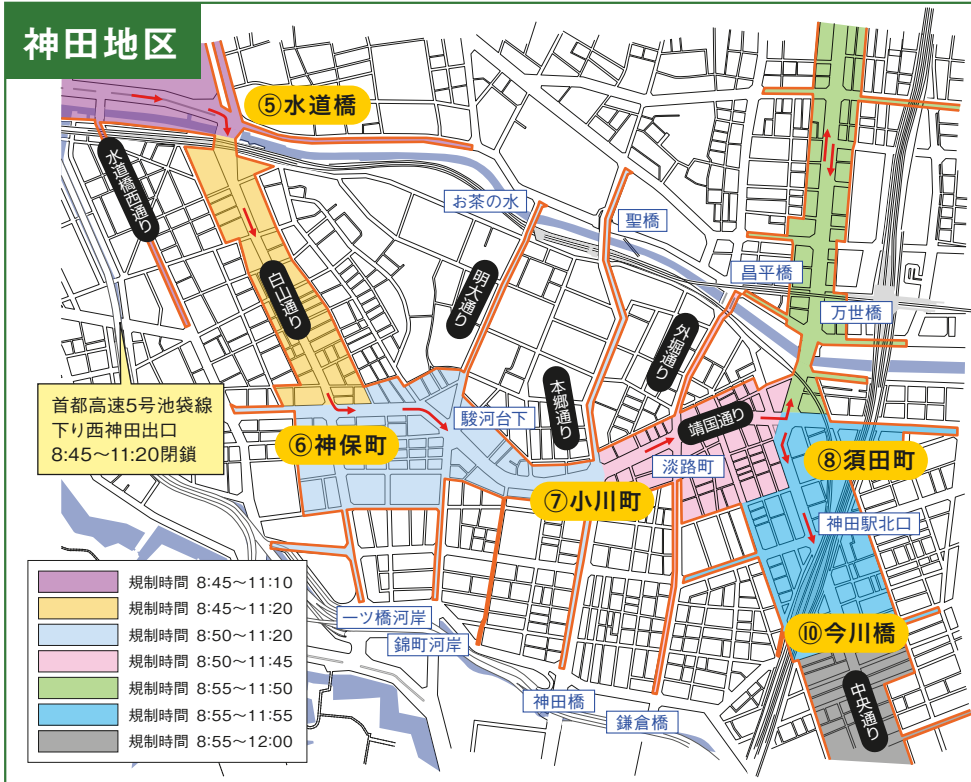 神田地区
⑤水道橋
水道橋西通り
お茶の水
聖橋
昌平橋
万世橋
白山通り
明大通り
外堀通り
本郷通り
首都高速5号池袋線
下り西神田出口
8:45～11:20閉鎖
駿河台下
靖国通り
⑥神保町
淡路町
⑧須田町
⑦小川町
神田駅北口
規制時間 8:45～11:10
規制時間 8:45～11:20
規制時間 8:50～11:20
規制時間 8:50～11:45
規制時間 8:55～11:50
規制時間 8:55～11:55
規制時間 8:55～12:00
一ツ橋河岸
錦町河岸
⑩今川橋
神田橋
鎌倉橋
中央通り